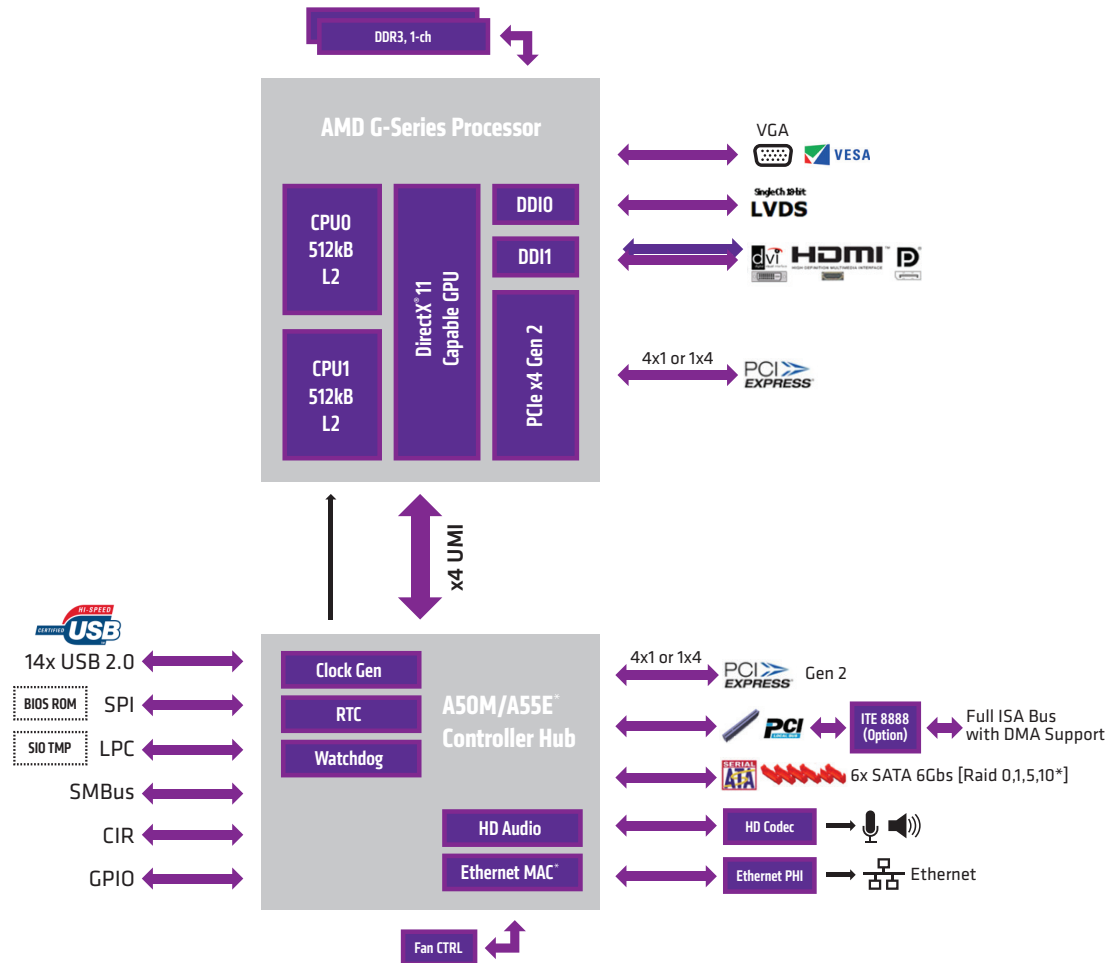 DDR3, 1-ch
AMD G-Series Processor
CPU0
512kB
L2
CPU1
512kB
L2
DirectX® 11
Capable GPU
DDI0
DDI1
PCIe x4 Gen 2
VGA
VESA
SingleCh 18-bit
LVDS
dvi HDMI™
HIGH DEFINITION MULTIMEDIA INTERFACE
4x1 or 1x4
PCI
EXPRESS®
x4 UMI
HI-SPEED
CERTIFIED USB
14x USB 2.0
BIOS ROM SPI
SIO TMP LPC
SMBus
CIR
GPIO
Clock Gen
RTC
Watchdog
A50M/A55E*
Controller Hub
HD Audio
Ethernet MAC*
4x1 or 1x4
PCI
EXPRESS®
Gen 2
PCI
LOCAL BUS
ITE 8888
(Option)
Full ISA Bus
with DMA Support
SERIAL
ATA
6x SATA 6Gbs [Raid 0,1,5,10*]
HD Codec
Ethernet PHI
Ethernet
Fan CTRL